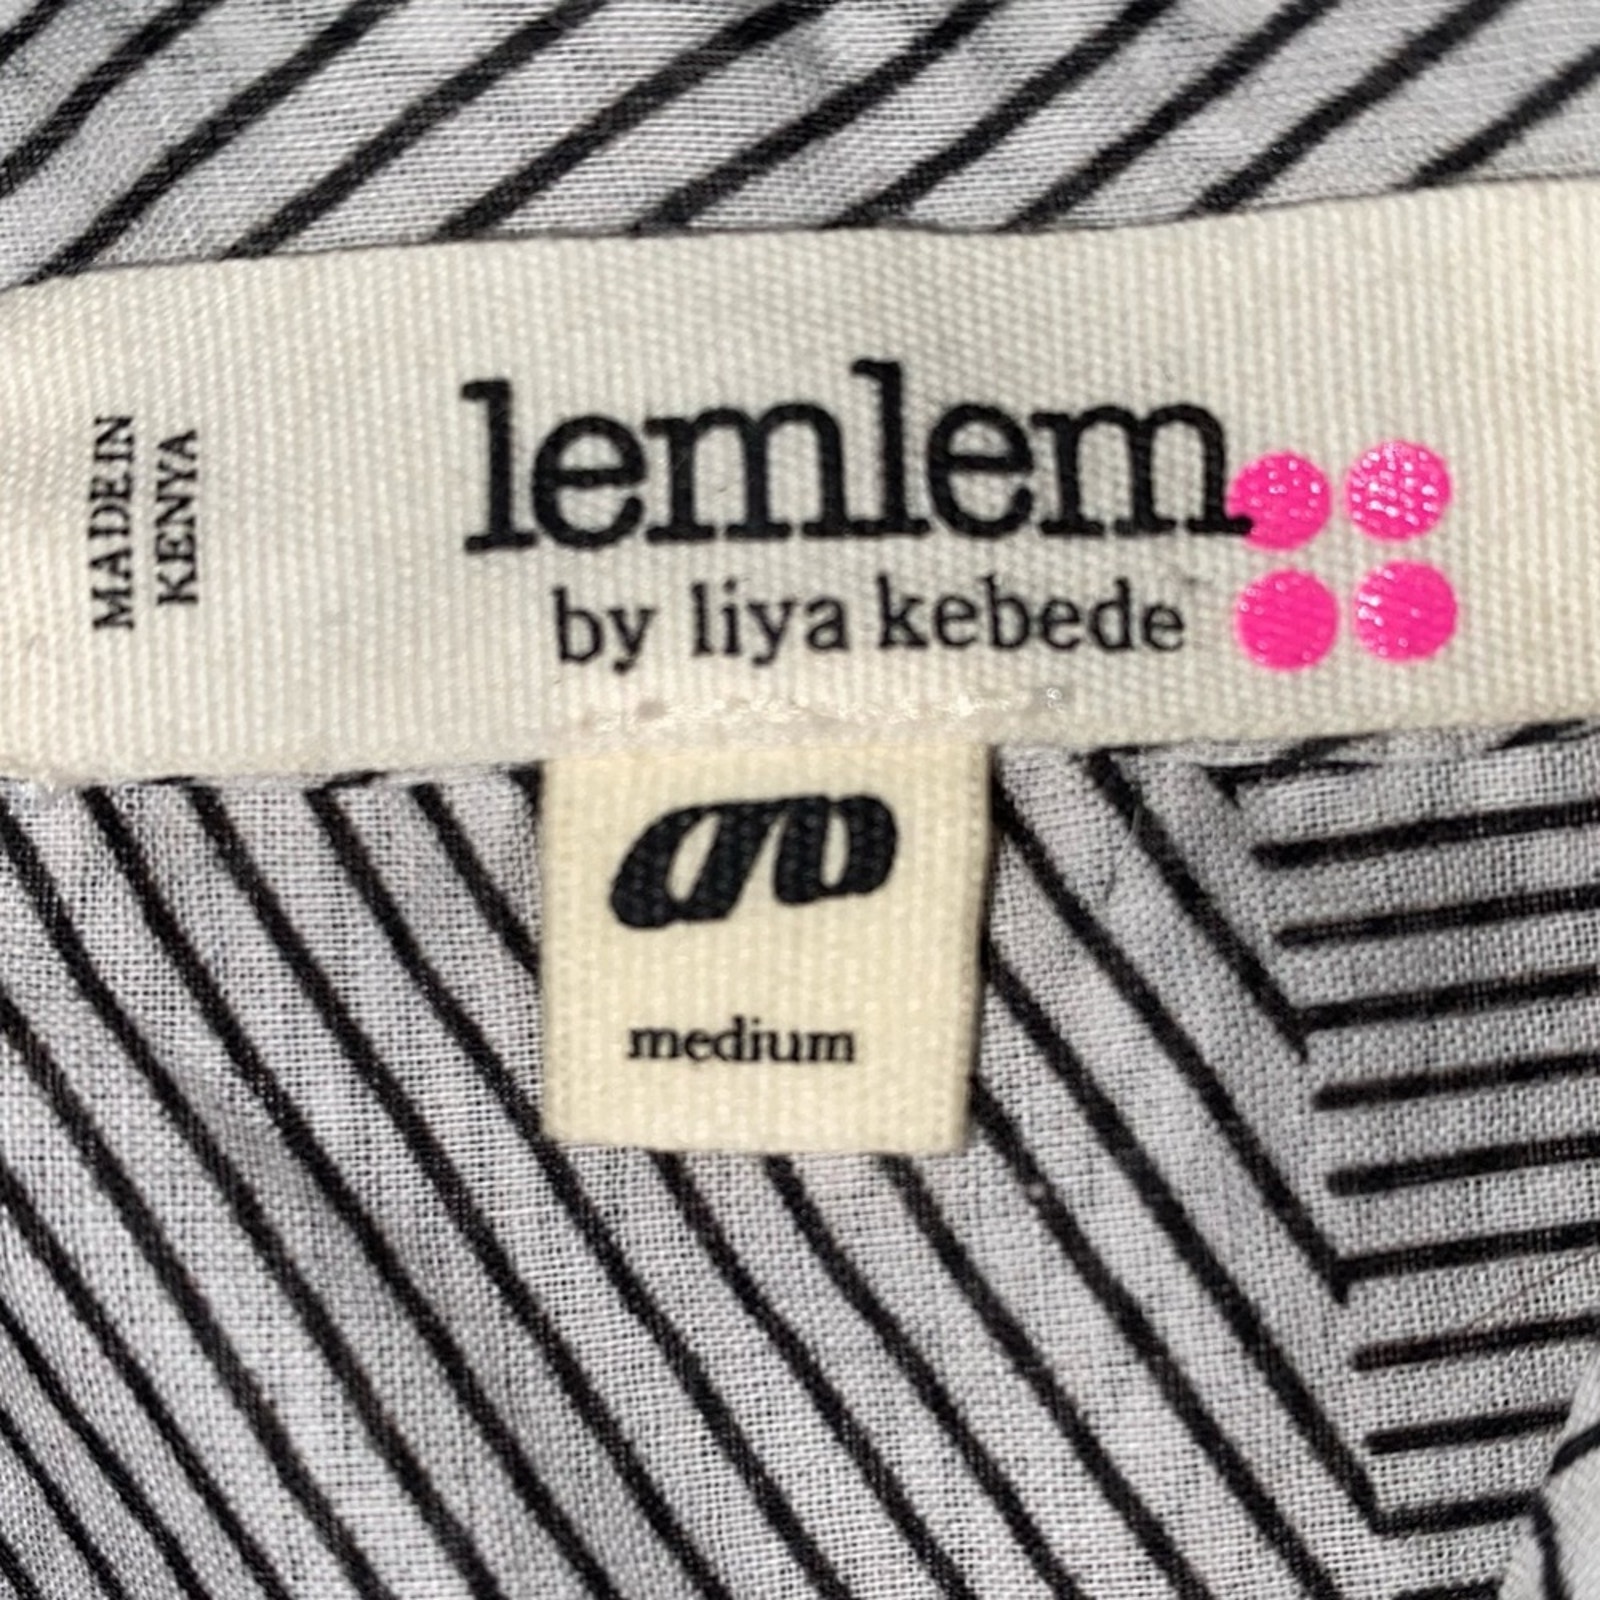 MADE IN
KENYA
lemlem
by liya kebede
m
medium